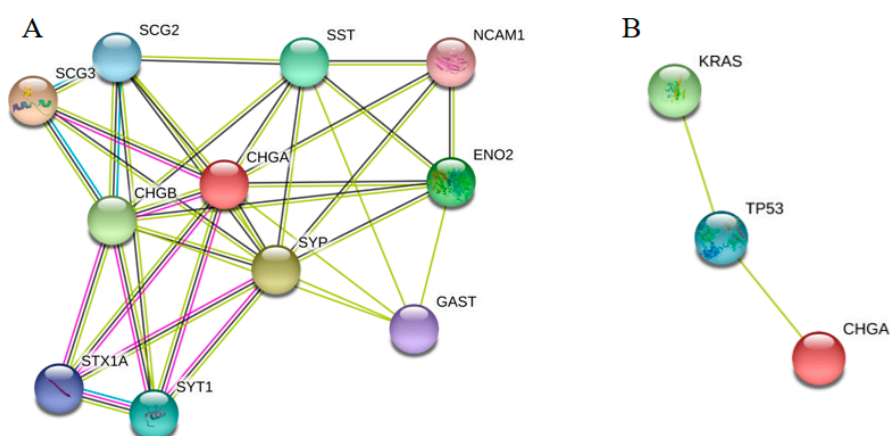 A
B
SCG2
SST
NCAM1
SCG3
KRAS
CHGA
ENO2
CHGB
TP53
SYP
GAST
CHGA
STX1A
SYT1